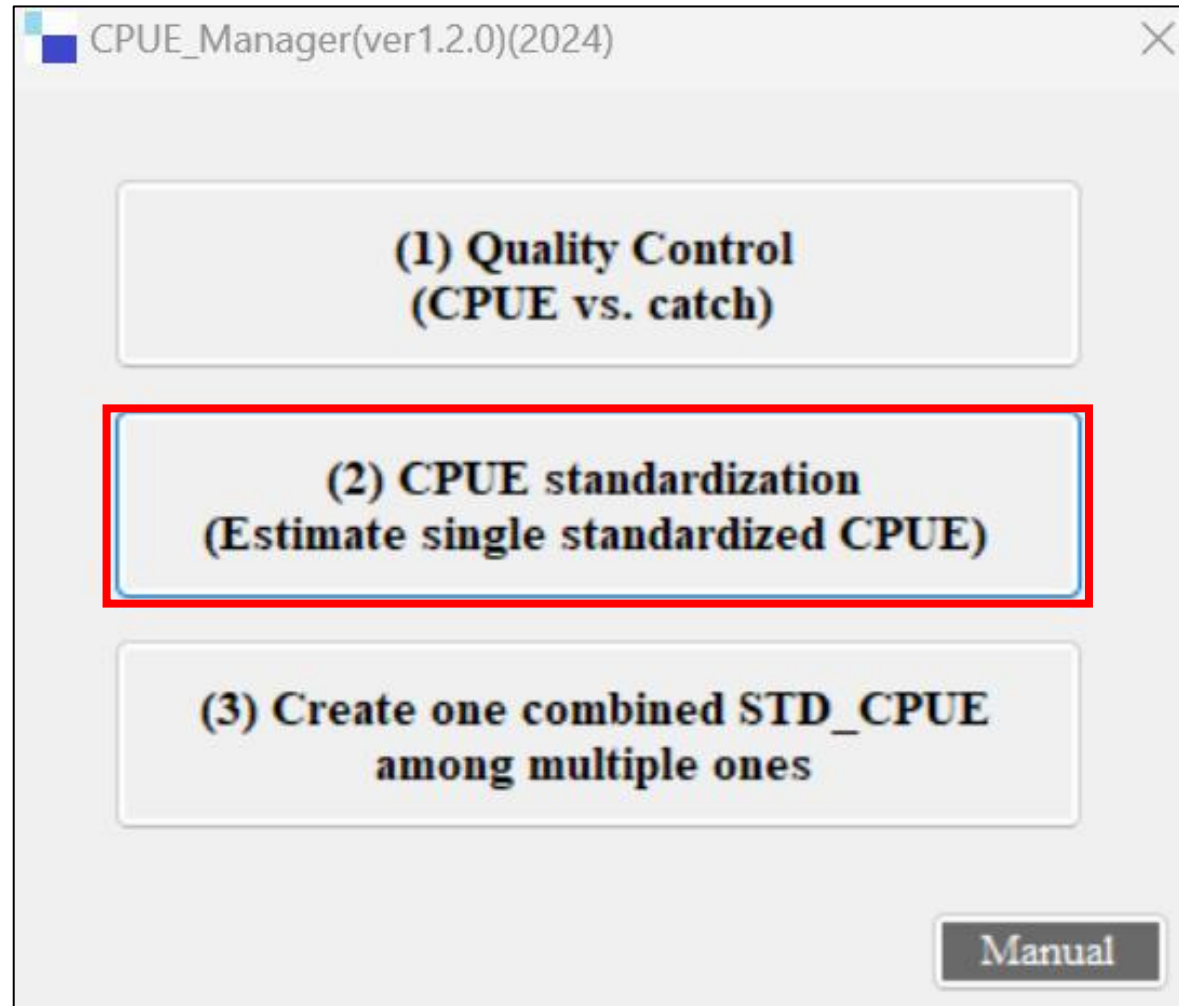 CPUE_Manager(ver1.2.0)(2024)
(1) Quality Control
(CPUE vs. catch)
(2) CPUE standardization
(Estimate single standardized CPUE)
(3) Create one combined STD_CPUE
among multiple ones
Manual